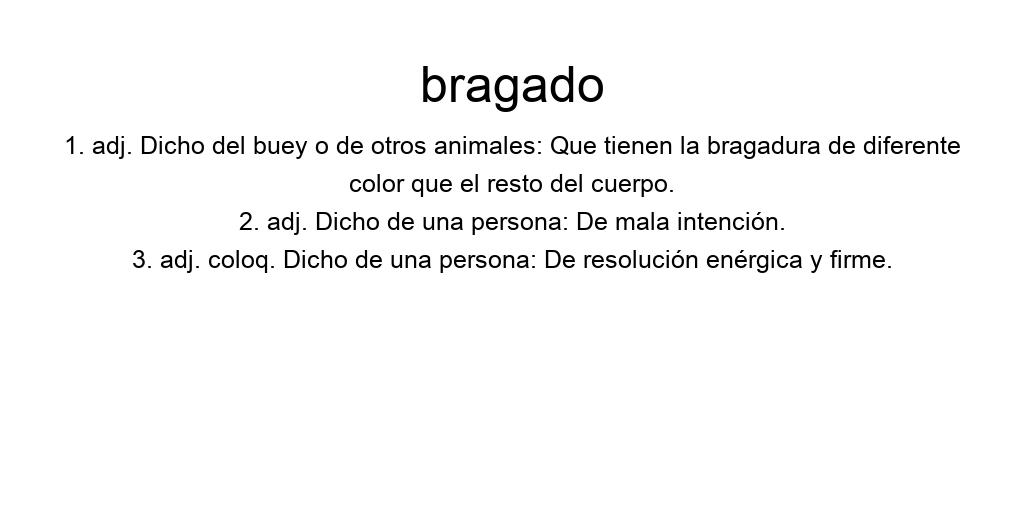 bragado
1. adj. Dicho del buey o de otros animales: Que tienen la bragadura de diferente
color que el resto del cuerpo.
2. adj. Dicho de una persona: De mala intención.
3. adj. coloq. Dicho de una persona: De resolución enérgica y firme.